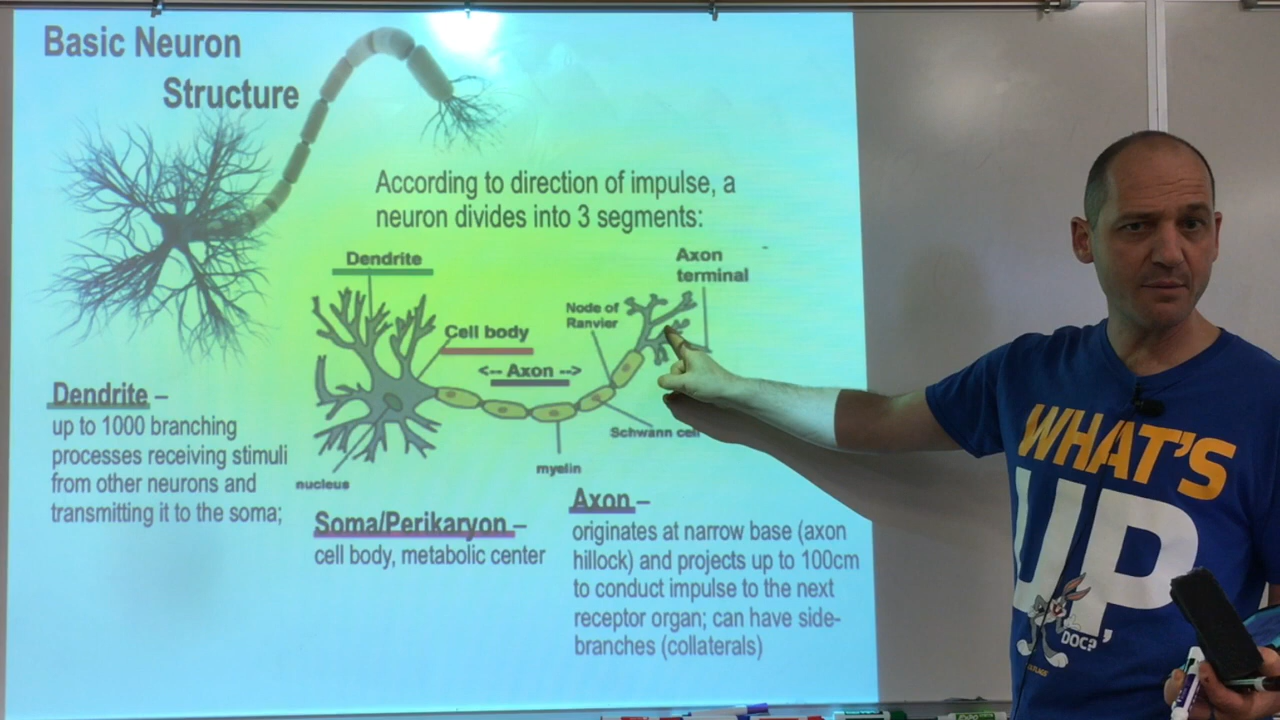 Basic Neuron
Structure
According to direction of impulse, a
neuron divides into 3 segments:
Dendrite
Axon
terminal
Node of
Ranvier
Cell body
<-- Axon -->
Schwann cell
myelin
nucleus
Dendrite –
up to 1000 branching
processes receiving stimuli
from other neurons and
transmitting it to the soma;
Soma/Perikaryon –
cell body, metabolic center
Axon –
originates at narrow base (axon
hillock) and projects up to 100cm
to conduct impulse to the next
receptor organ; can have side-
branches (collaterals)
WHAT'S
UP,
DOC?